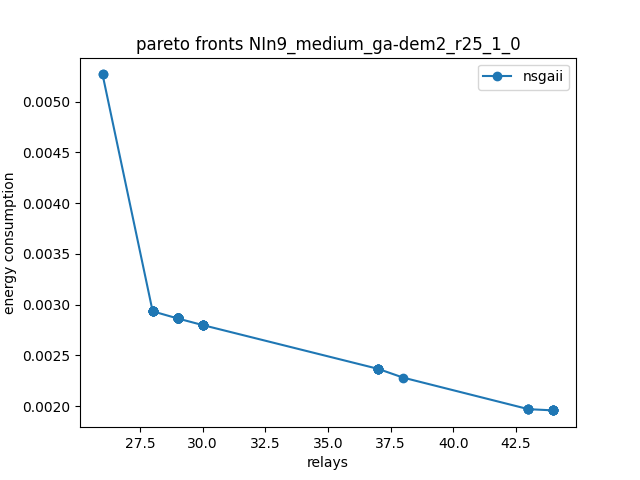 pareto fronts NIn9_medium_ga-dem2_r25_1_0
nsgaii
0.0050
0.0045
0.0040
0.0035
0.0030
0.0025
0.0020
energy consumption
27.5 30.0 32.5 35.0 37.5 40.0 42.5
relays